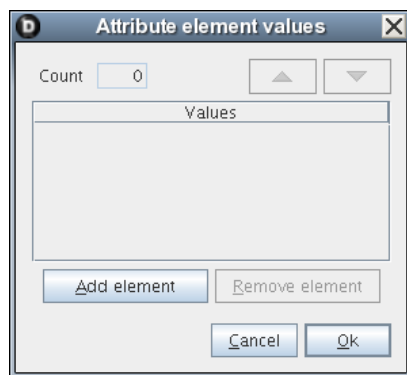 D Attribute element values
Count 0
Values
Add element Remove element
Cancel Ok